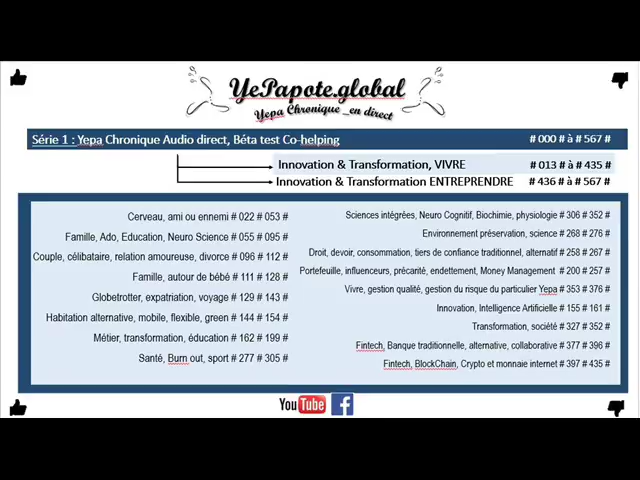 YePapote.global
Yepa Chronique _en direct
Série 1 : Yepa Chronique Audio direct, Béta test Co-helping # 000 # à # 567 #
Innovation & Transformation, VIVRE # 013 # à # 435 #
Innovation & Transformation ENTREPRENDRE # 436 # à # 567 #
Cerveau, ami ou ennemi # 022 # 053 #
Famille, Ado, Education, Neuro Science # 055 # 095 #
Couple, célibataire, relation amoureuse, divorce # 096 # 112 #
Famille, autour de bébé # 111 # 128 #
Globetrotter, expatriation, voyage # 129 # 143 #
Habitation alternative, mobile, flexible, green # 144 # 154 #
Métier, transformation, éducation # 162 # 199 #
Santé, Burn out, sport # 277 # 305 #
Sciences intégrées, Neuro Cognitif, Biochimie, physiologie # 306 # 352 #
Environnement préservation, science # 268 # 276 #
Droit, devoir, consommation, tiers de confiance traditionnel, alternatif # 258 # 267 #
Portefeuille, influenceurs, précarité, endettement, Money Management # 200 # 257 #
Vivre, gestion qualité, gestion du risque du particulier Yepa # 353 # 376 #
Innovation, Intelligence Artificielle # 155 # 161 #
Transformation, société # 327 # 352 #
Fintech, Banque traditionnelle, alternative, collaborative # 377 # 396 #
Fintech, BlockChain, Crypto et monnaie internet # 397 # 435 #
YouTube f